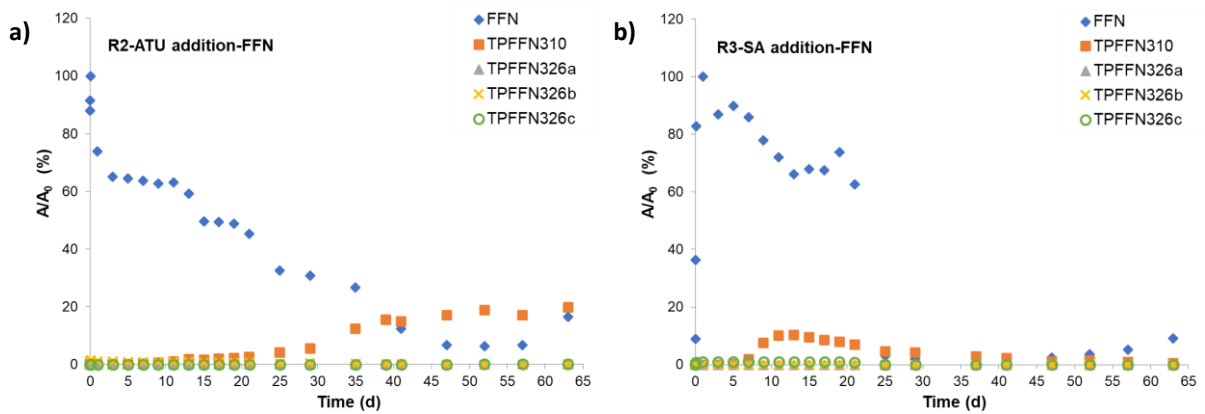 a)
R2-ATU addition-FFN
FFN
TPFFN310
TPFFN326a
TPFFN326b
TPFFN326c
120
100
80
60
40
20
0
A/A₀ (%)
0 5 10 15 20 25 30 35 40 45 50 55 60 65
Time (d)
b)
R3-SA addition-FFN
FFN
TPFFN310
TPFFN326a
TPFFN326b
TPFFN326c
120
100
80
60
40
20
0
A/A₀ (%)
0 5 10 15 20 25 30 35 40 45 50 55 60 65
Time (d)